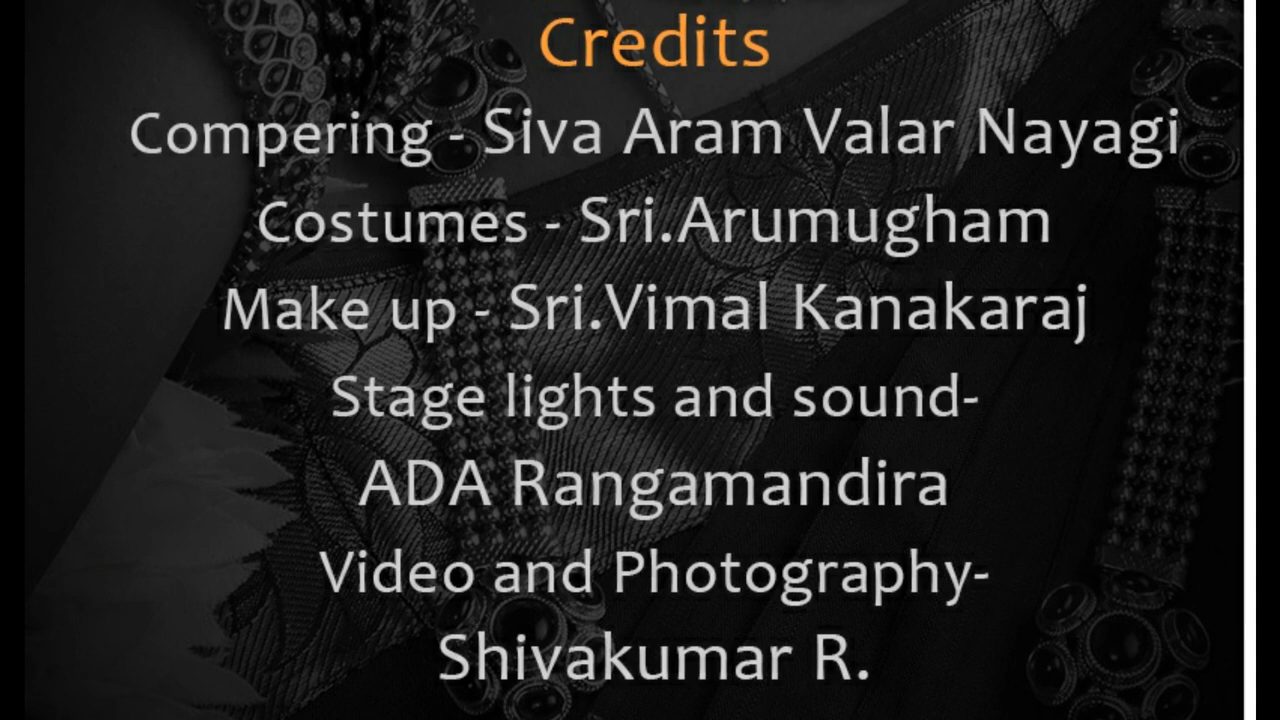 Credits
Compering - Siva Aram Valar Nayagi
Costumes - Sri.Arumugham
Make up - Sri.Vimal Kanakaraj
Stage lights and sound-
ADA Rangamandira
Video and Photography-
Shivakumar R.